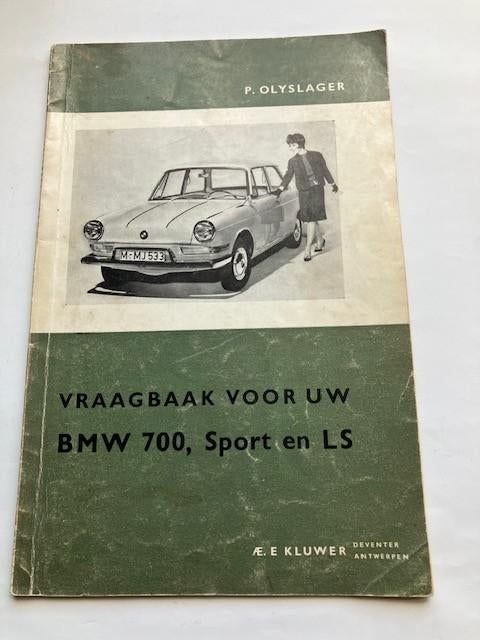 P. OLYSLAGER
M-MJ 533
VRAAGBAAK VOOR UW
BMW 700, Sport en LS
Æ. E KLUWER DEVENTER
ANTWERPEN